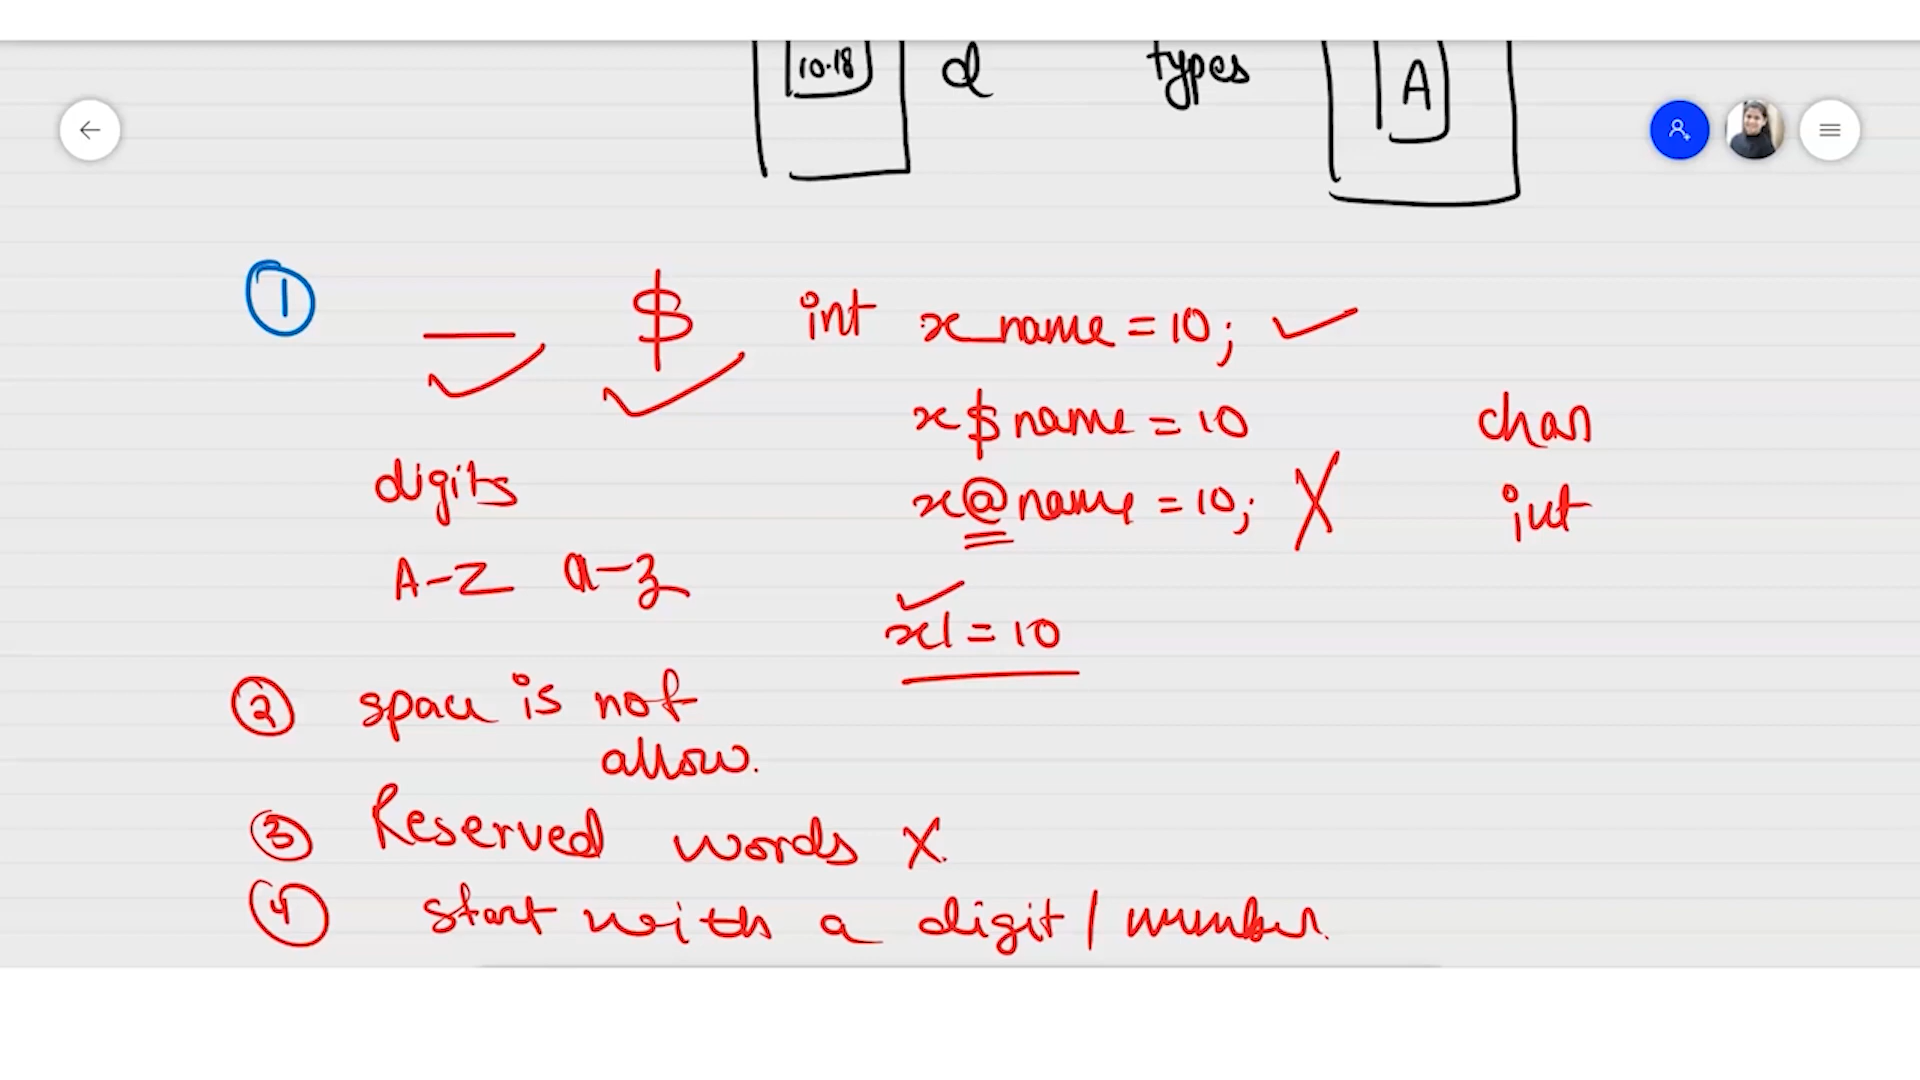 10.18 d types A
1
_ $ int x_name = 10; ✓
x$name = 10 char
digits x@name = 10; X int
A-Z a-z
x1 = 10
2 space is not
allow.
3 Reserved words X.
4 start with a digit / number.